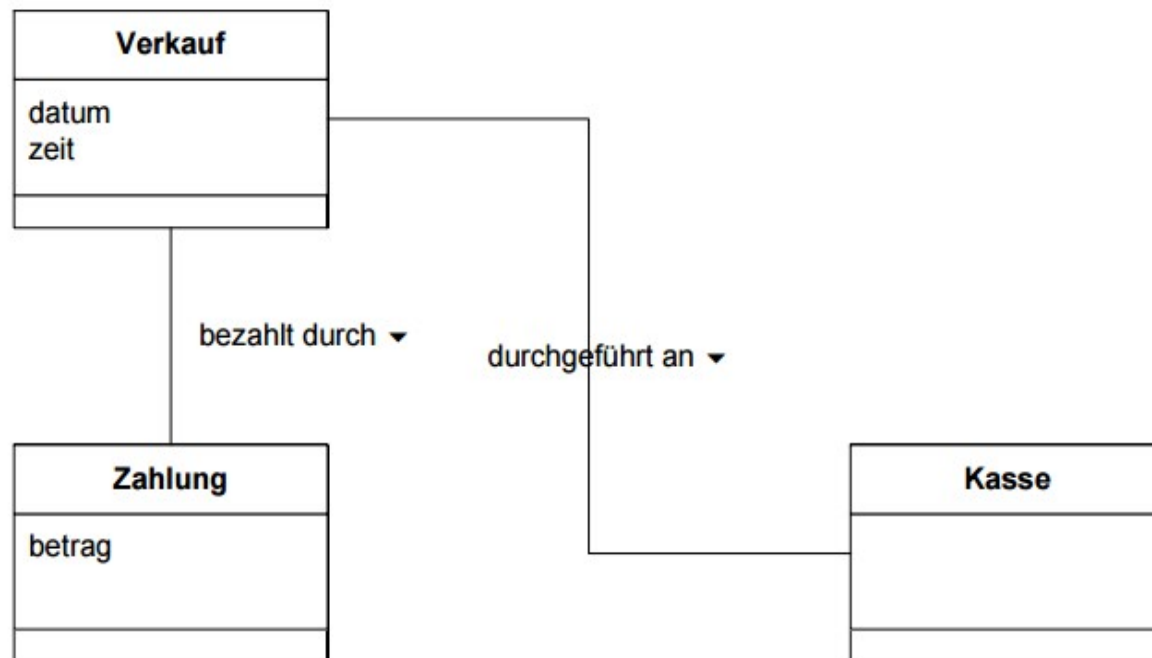 Verkauf
datum
zeit
bezahlt durch
durchgeführt an
Zahlung
betrag
Kasse